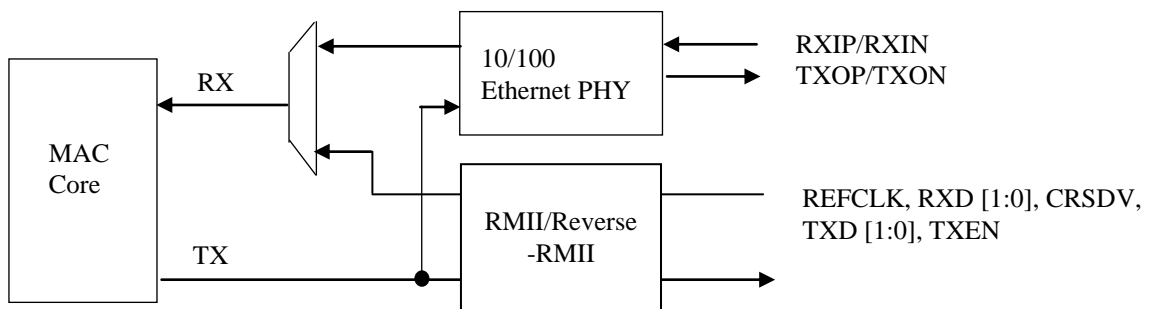 10/100
Ethernet PHY
RXIP/RXIN
TXOP/TXON
RX
MAC
Core
RMII/Reverse
-RMII
REFCLK, RXD [1:0], CRSDV,
TXD [1:0], TXEN
TX